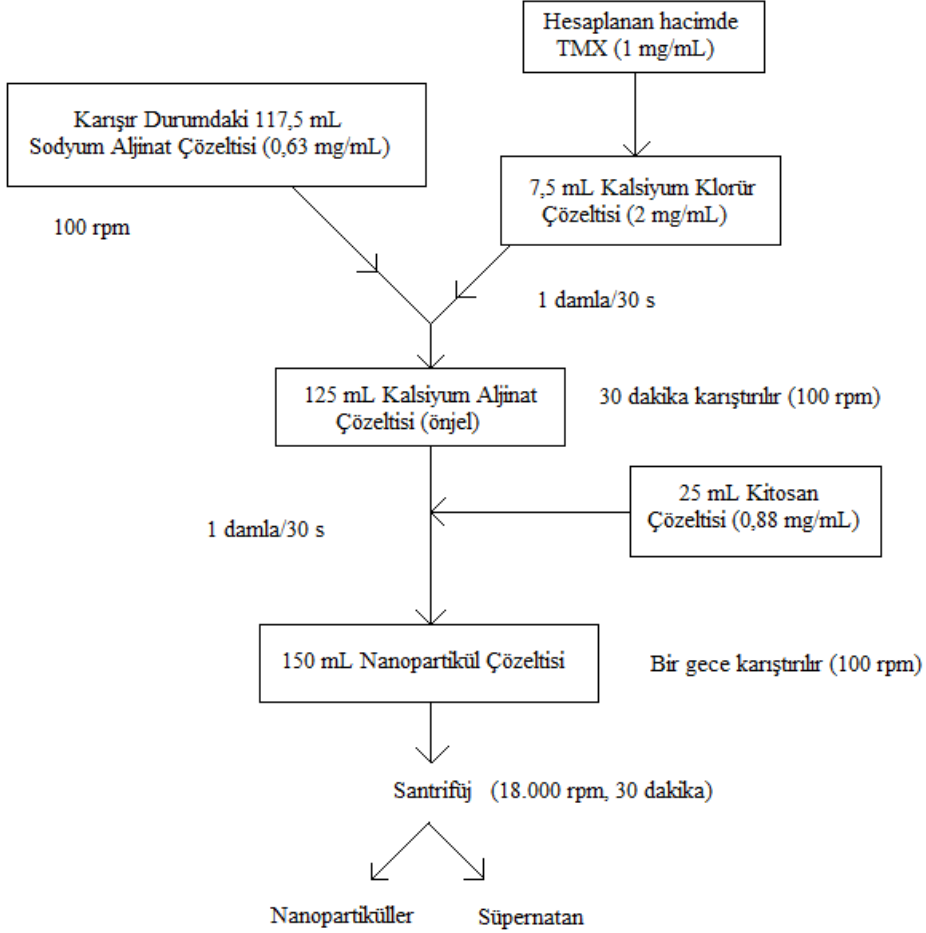 Hesaplanan hacimde
TMX (1 mg/mL)
Karışır Durumdaki 117,5 mL
Sodyum Aljinat Çözeltisi (0,63 mg/mL)
7,5 mL Kalsiyum Klorür
Çözeltisi (2 mg/mL)
100 rpm
1 damla/30 s
125 mL Kalsiyum Aljinat
Çözeltisi (önjel)
30 dakika karıştırılır (100 rpm)
25 mL Kitosan
Çözeltisi (0,88 mg/mL)
1 damla/30 s
150 mL Nanopartikül Çözeltisi
Bir gece karıştırılır (100 rpm)
Santrifüj (18.000 rpm, 30 dakika)
Nanopartiküller
Süpernatan